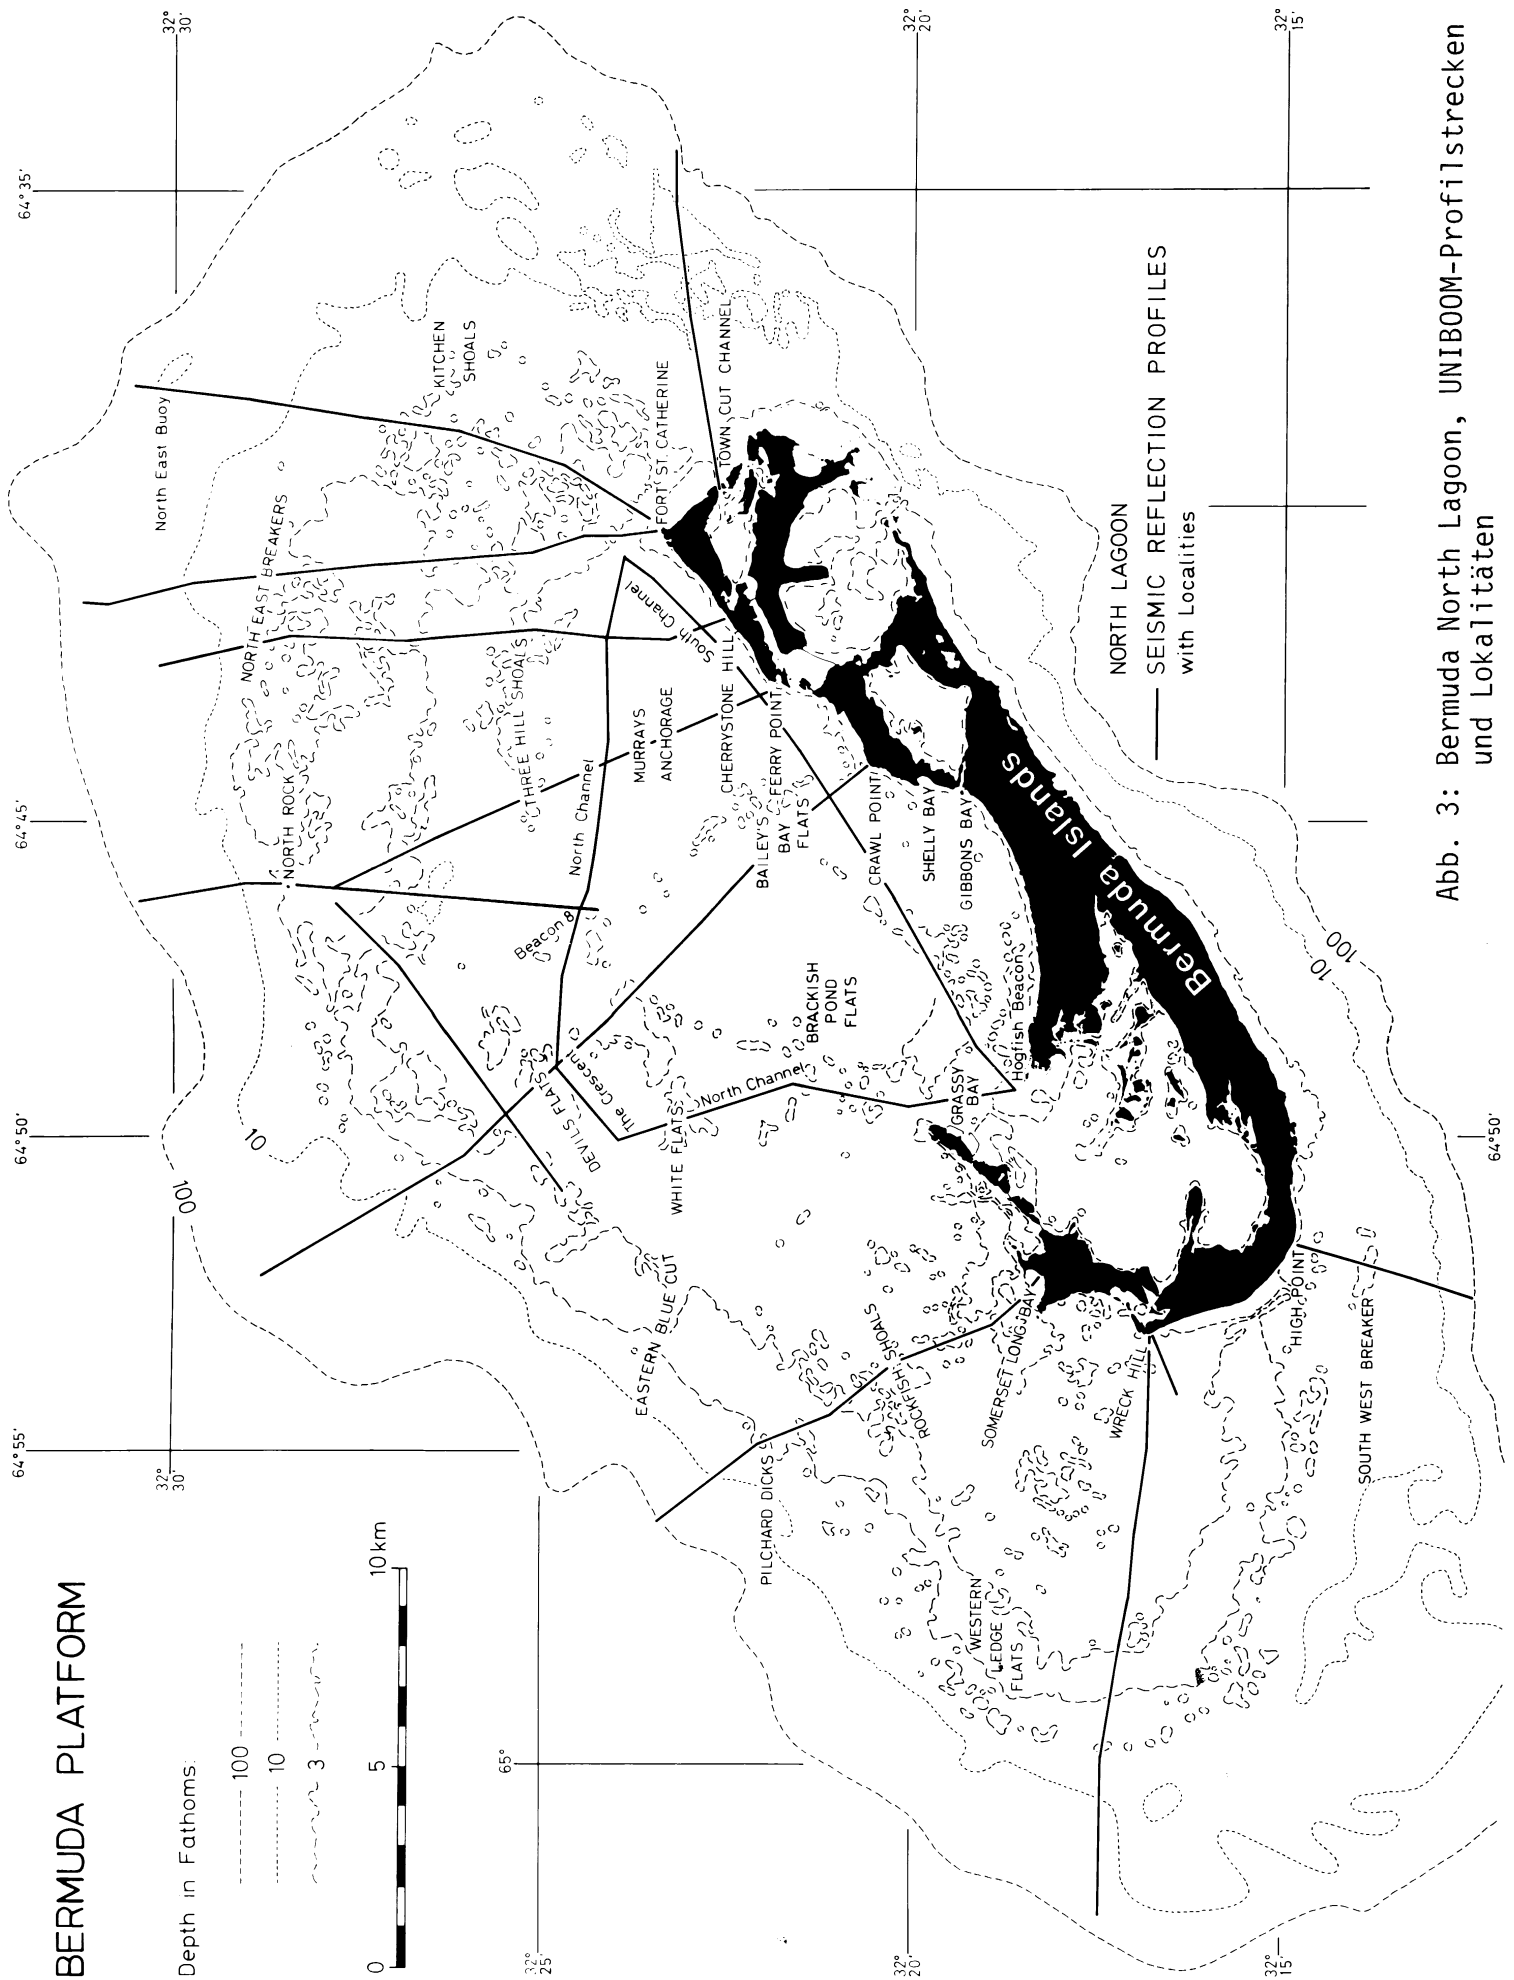 BERMUDA PLATFORM
Depth in Fathoms:
100
10
3
0
5
10 km
64°55'
64°50'
64°45'
64°35'
32°
30'
32°
30'
32°
25'
32°
20'
32°
20'
32°
15'
32°
15'
65°
64°50'
100
10
100
10
North East Buoy
NORTH EAST BREAKERS
KITCHEN
SHOALS
NORTH ROCK
THREE HILL SHOALS
FORT ST. CATHERINE
TOWN CUT CHANNEL
South Channel
North Channel
MURRAYS
ANCHORAGE
CHERRYSTONE HILL
FERRY POINT
BAILEY'S
BAY
FLATS
CRAWL POINT
SHELLY BAY
GIBBONS BAY
Beacon 8
BRACKISH
POND
FLATS
Hogfish Beacon
GRASSY
BAY
North Channel
The Crescent
DEVILS FLATS
WHITE FLATS
EASTERN BLUE CUT
ROCKFISH SHOALS
SOMERSET LONG BAY
WRECK HILL
HIGH POINT
SOUTH WEST BREAKER
PILCHARD DICKS
WESTERN
LEDGE
FLATS
Bermuda Islands
NORTH LAGOON
SEISMIC REFLECTION PROFILES
with Localities
Abb. 3: Bermuda North Lagoon, UNIBOOM-Profilstrecken
und Lokalitäten